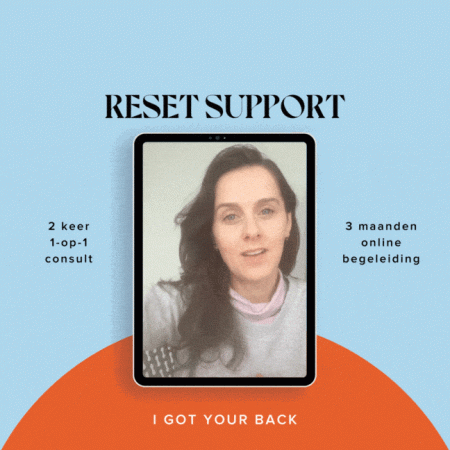 RESET SUPPORT
2 keer
1-op-1
consult
3 maanden
online
begeleiding
I GOT YOUR BACK